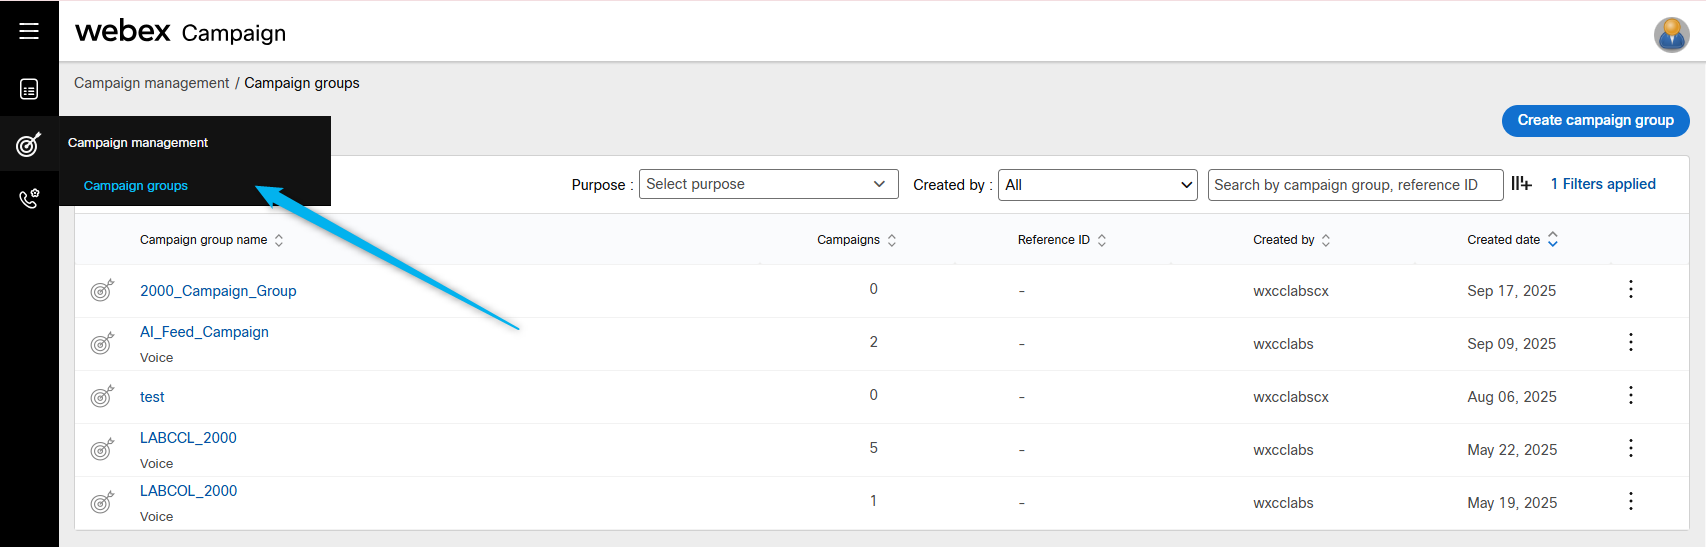 webex Campaign
Campaign management / Campaign groups
Create campaign group
Campaign management
Campaign groups
Purpose : Select purpose Created by : All Search by campaign group, reference ID 1 Filters applied
Campaign group name Campaigns Reference ID Created by Created date
2000_Campaign_Group 0 - wxcclabscx Sep 17, 2025
AI_Feed_Campaign
Voice 2 - wxcclabs Sep 09, 2025
test 0 - wxcclabscx Aug 06, 2025
LABCCL_2000
Voice 5 - wxcclabs May 22, 2025
LABCOL_2000
Voice 1 - wxcclabs May 19, 2025